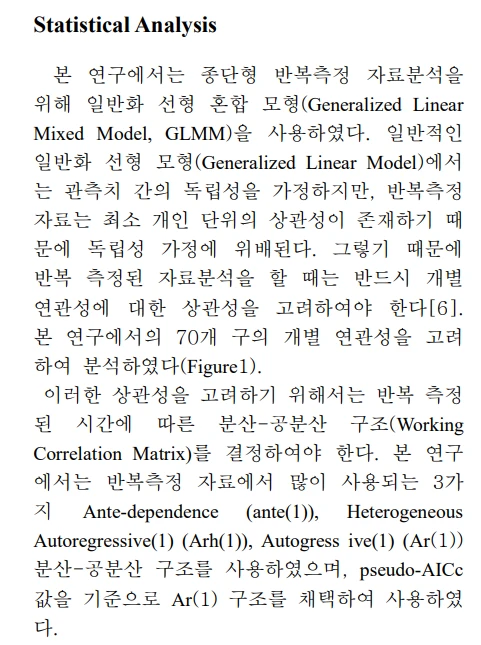 Statistical Analysis
본 연구에서는 종단형 반복측정 자료분석을
위해 일반화 선형 혼합 모형(Generalized Linear
Mixed Model, GLMM)을 사용하였다. 일반적인
일반화 선형 모형(Generalized Linear Model)에서
는 관측치 간의 독립성을 가정하지만, 반복측정
자료는 최소 개인 단위의 상관성이 존재하기 때
문에 독립성 가정에 위배된다. 그렇기 때문에
반복 측정된 자료분석을 할 때는 반드시 개별
연관성에 대한 상관성을 고려하여야 한다[6].
본 연구에서의 70개 구의 개별 연관성을 고려
하여 분석하였다(Figure1).
이러한 상관성을 고려하기 위해서는 반복 측정
된 시간에 따른 분산-공분산 구조(Working
Correlation Matrix)를 결정하여야 한다. 본 연구
에서는 반복측정 자료에서 많이 사용되는 3가
지 Ante-dependence (ante(1)), Heterogeneous
Autoregressive(1) (Arh(1)), Autogress ive(1) (Ar(1))
분산-공분산 구조를 사용하였으며, pseudo-AICc
값을 기준으로 Ar(1) 구조를 채택하여 사용하였
다.